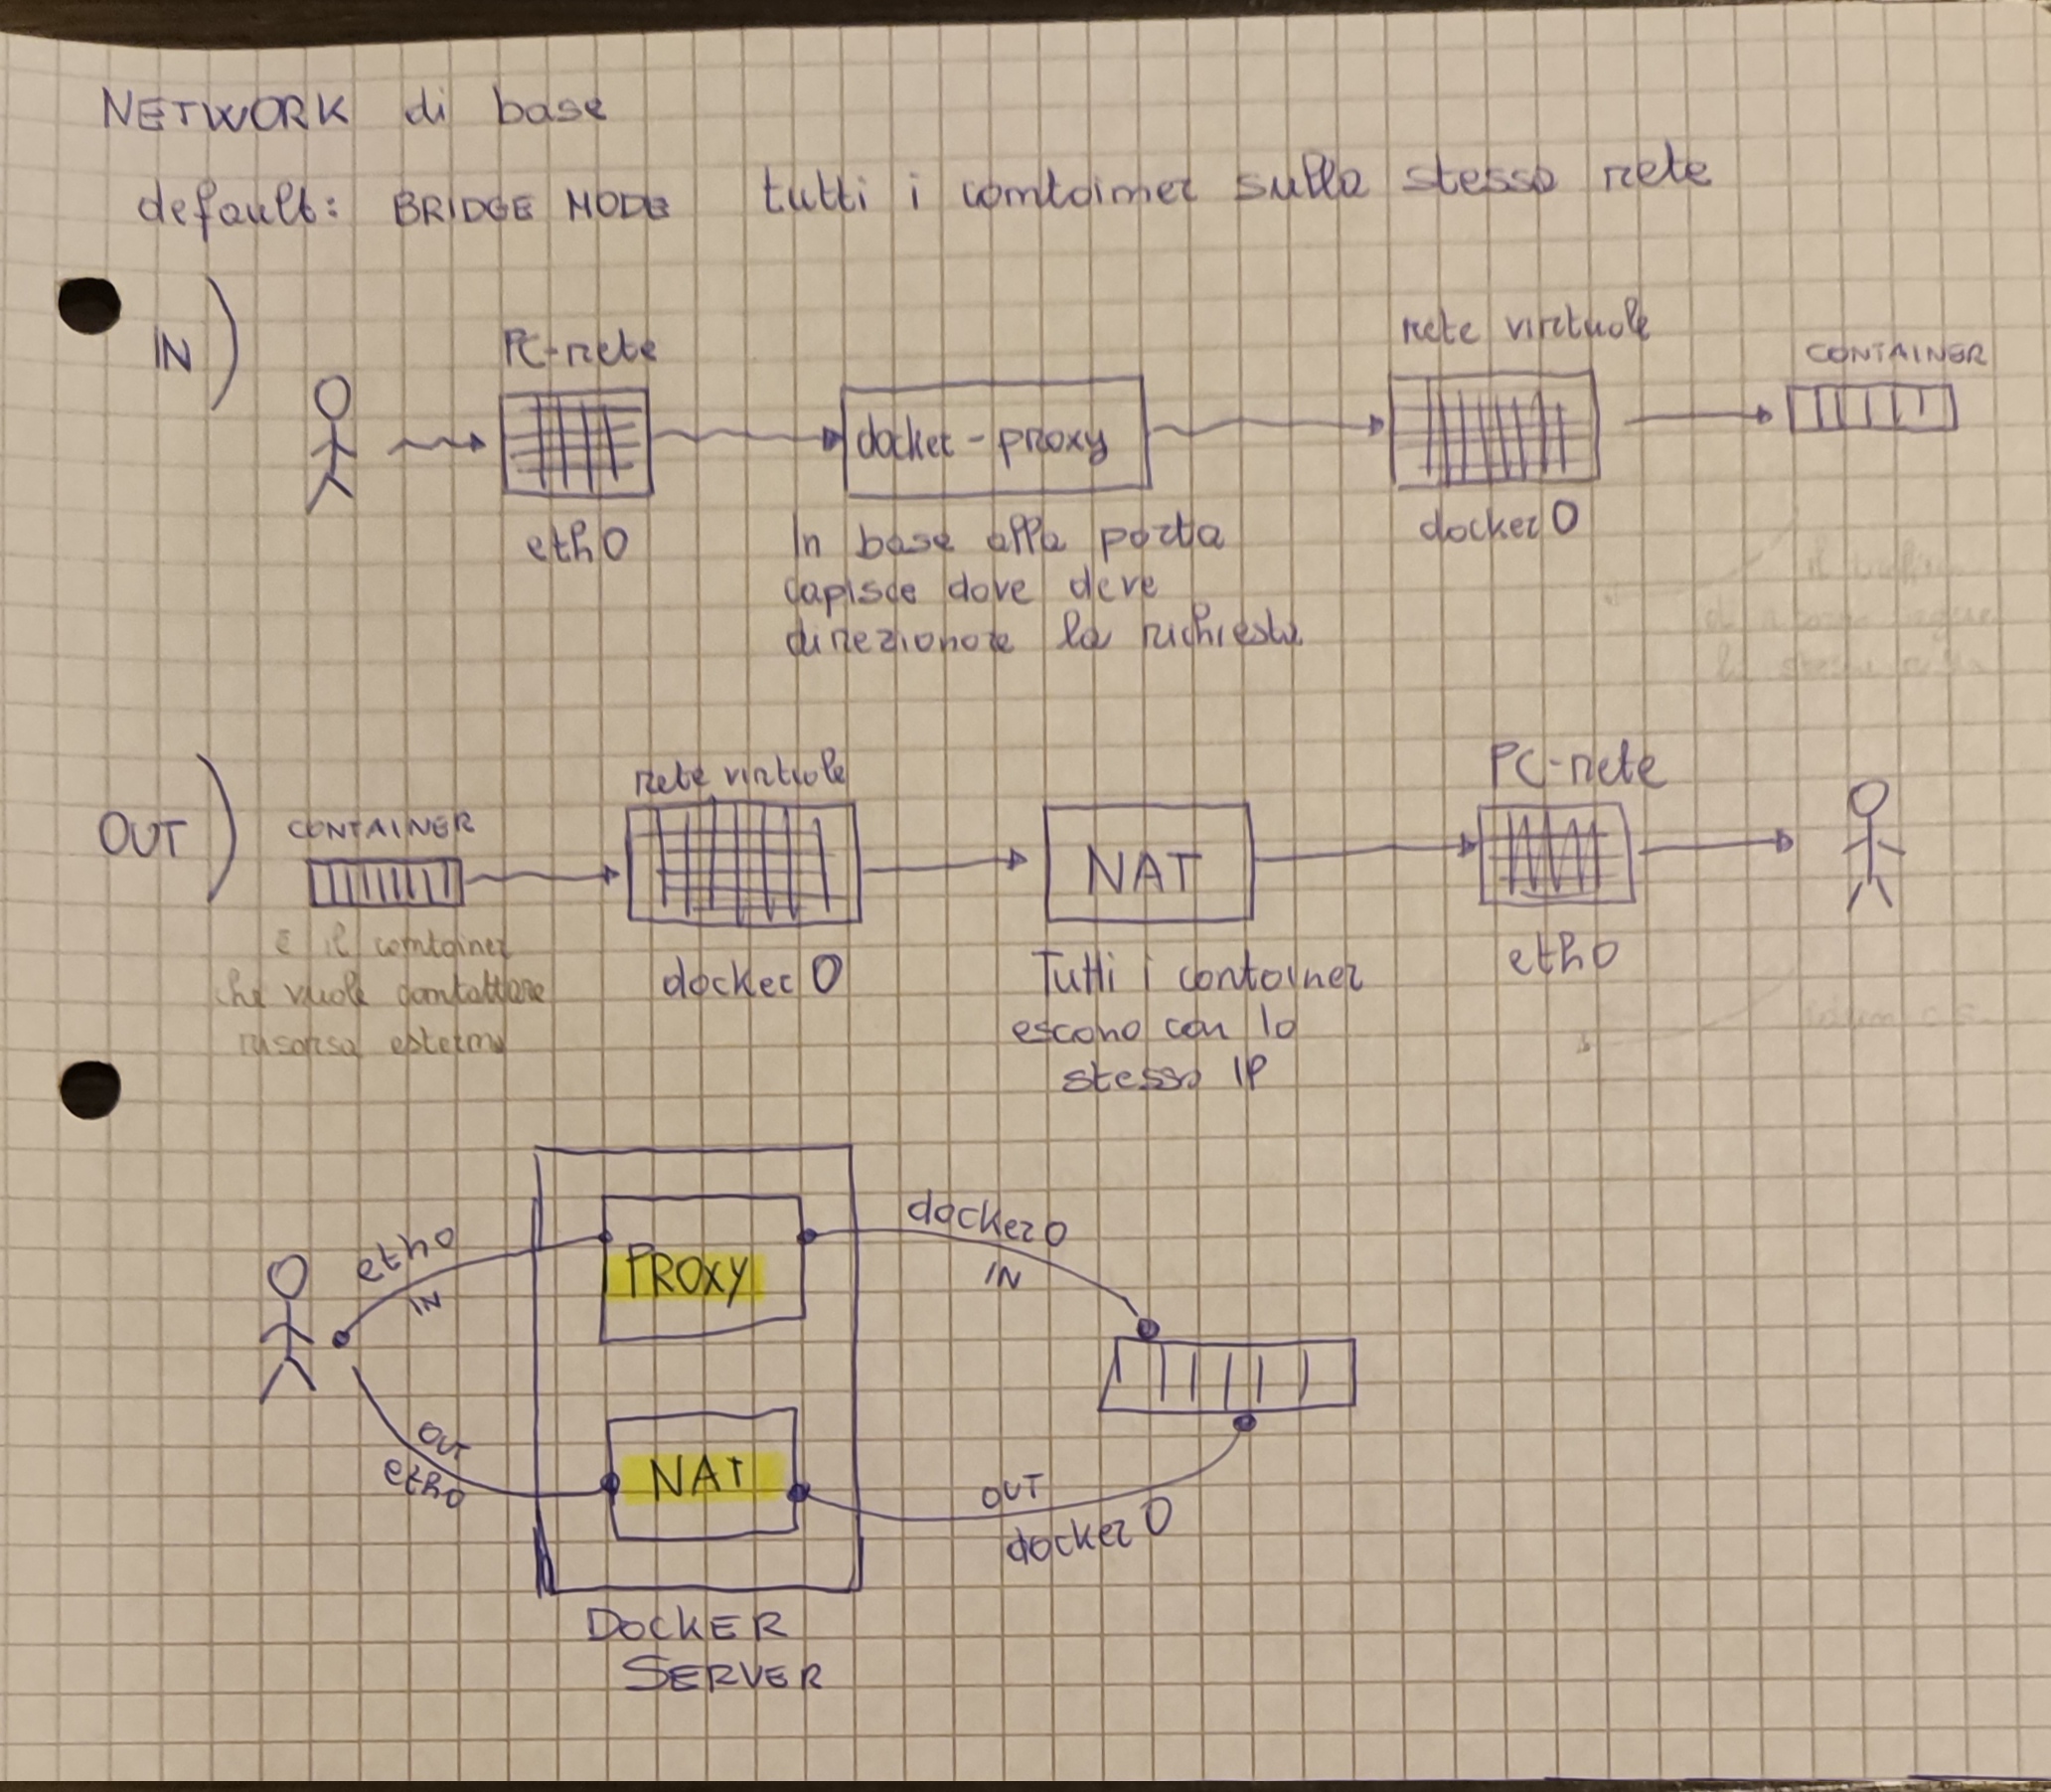 NETWORK di base
default: BRIDGE MODE tutti i container sulla stessa rete
IN)
PC-rete
rete virtuale
CONTAINER
docker-proxy
eth0
docker0
In base alla porta
capisce dove deve
direzionare la richiesta
OUT)
CONTAINER
rete virtuale
PC-rete
NAT
è il container
che vuole contattare
risorsa esterna
docker0
Tutti i container
escono con lo
stesso IP
eth0
eth0
IN
PROXY
docker0
IN
OUT
eth0
NAT
OUT
docker0
DOCKER
SERVER